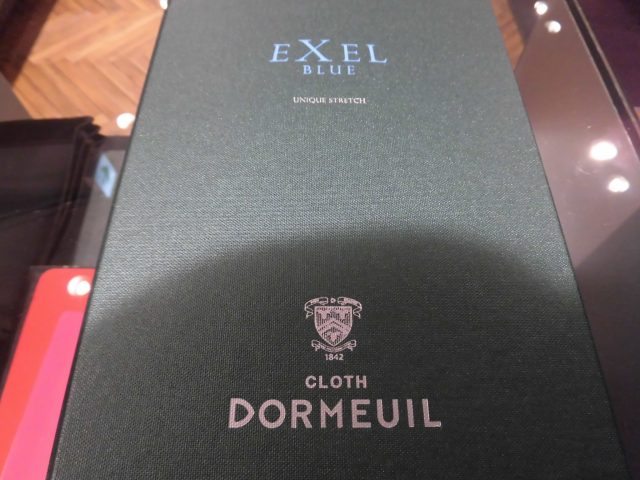 EXEL
BLUE
UNIQUE STRETCH
1842
CLOTH
DORMEUIL